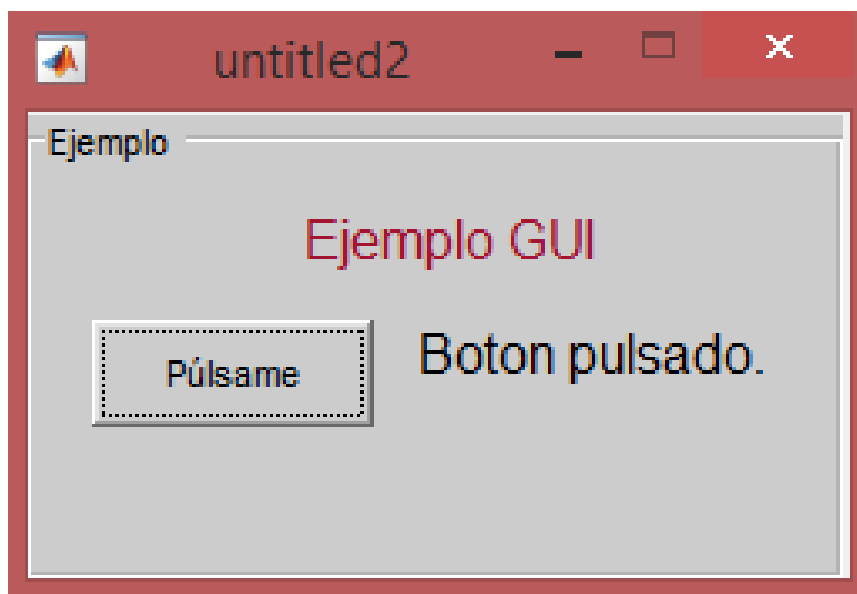 untitled2
Ejemplo
Ejemplo GUI
Púlsame
Boton pulsado.